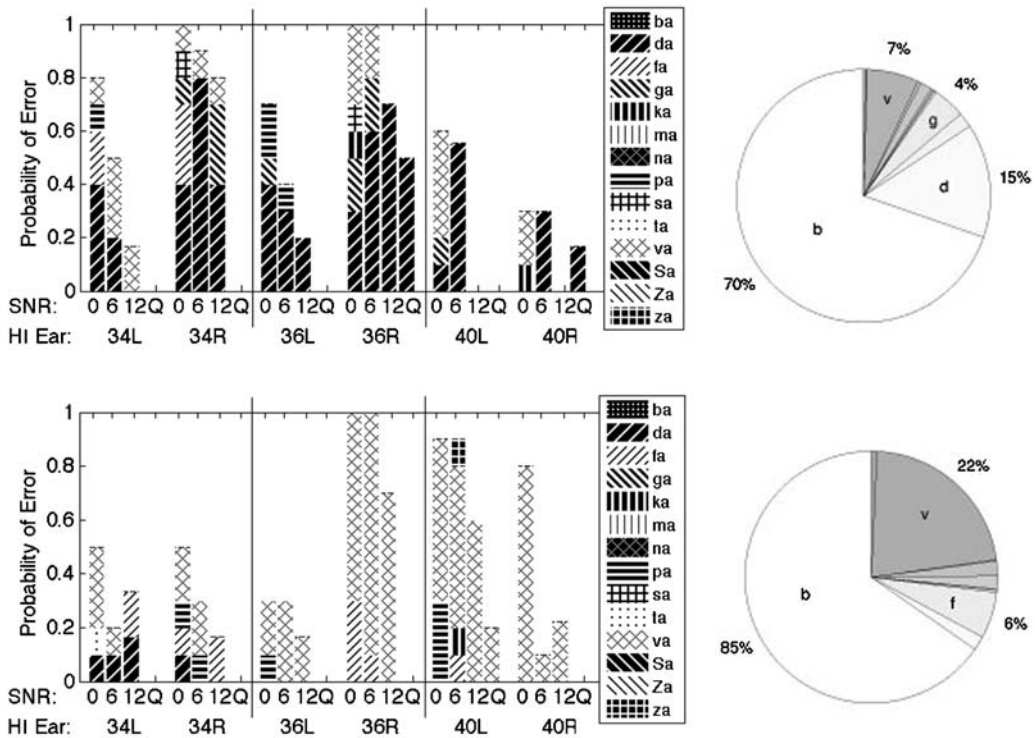 Probability of Error
1
0.8
0.6
0.4
0.2
0
SNR: 0 6 12Q 0 6 12Q 0 6 12Q 0 6 12Q 0 6 12Q 0 6 12Q
HI Ear: 34L 34R 36L 36R 40L 40R
ba
da
fa
ga
ka
ma
na
pa
sa
ta
va
Sa
Za
za
7%
v
4%
g
15%
d
b
70%
Probability of Error
1
0.8
0.6
0.4
0.2
0
SNR: 0 6 12Q 0 6 12Q 0 6 12Q 0 6 12Q 0 6 12Q 0 6 12Q
HI Ear: 34L 34R 36L 36R 40L 40R
ba
da
fa
ga
ka
ma
na
pa
sa
ta
va
Sa
Za
za
22%
v
b
f
6%
85%